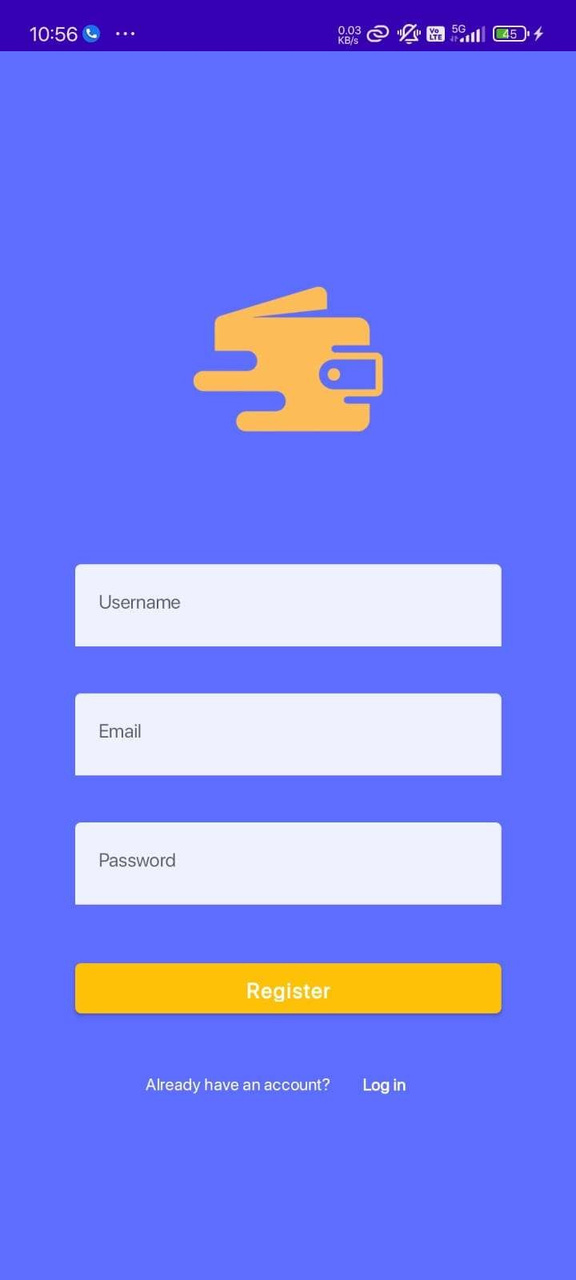 10:56 ... 0.03 KB/s Vo LTE 5G 45
Username
Email
Password
Register
Already have an account? Log in